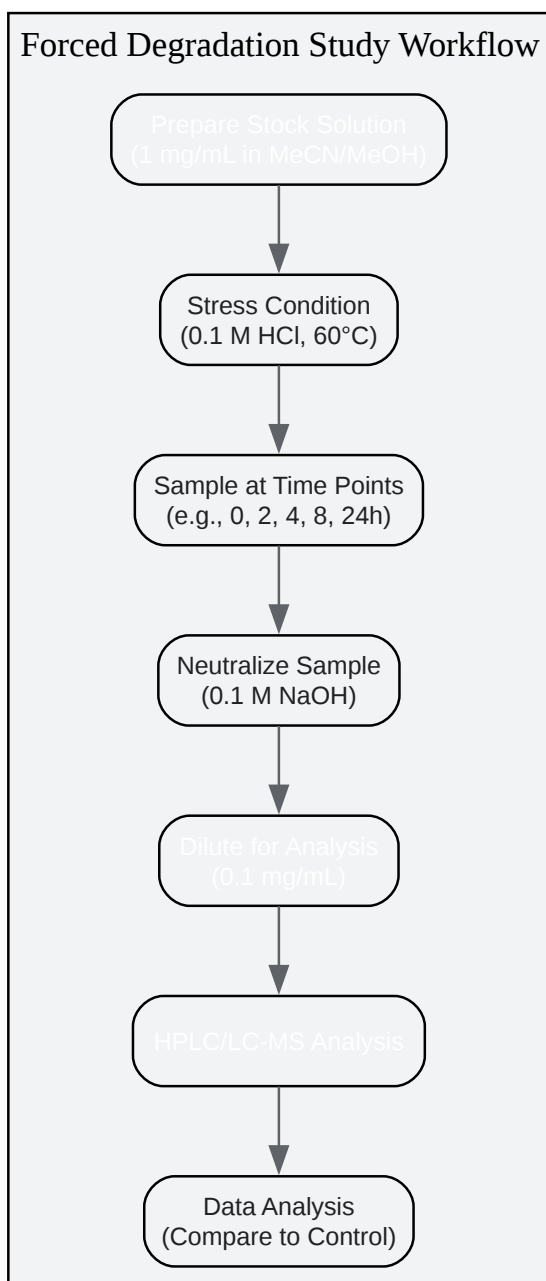 Forced Degradation Study Workflow
Prepare Stock Solution
(1 mg/mL in MeCN/MeOH)
Stress Condition
(0.1 M HCl, 60°C)
Sample at Time Points
(e.g., 0, 2, 4, 8, 24h)
Neutralize Sample
(0.1 M NaOH)
Dilute for Analysis
(0.1 mg/mL)
HPLC/LC-MS Analysis
Data Analysis
(Compare to Control)